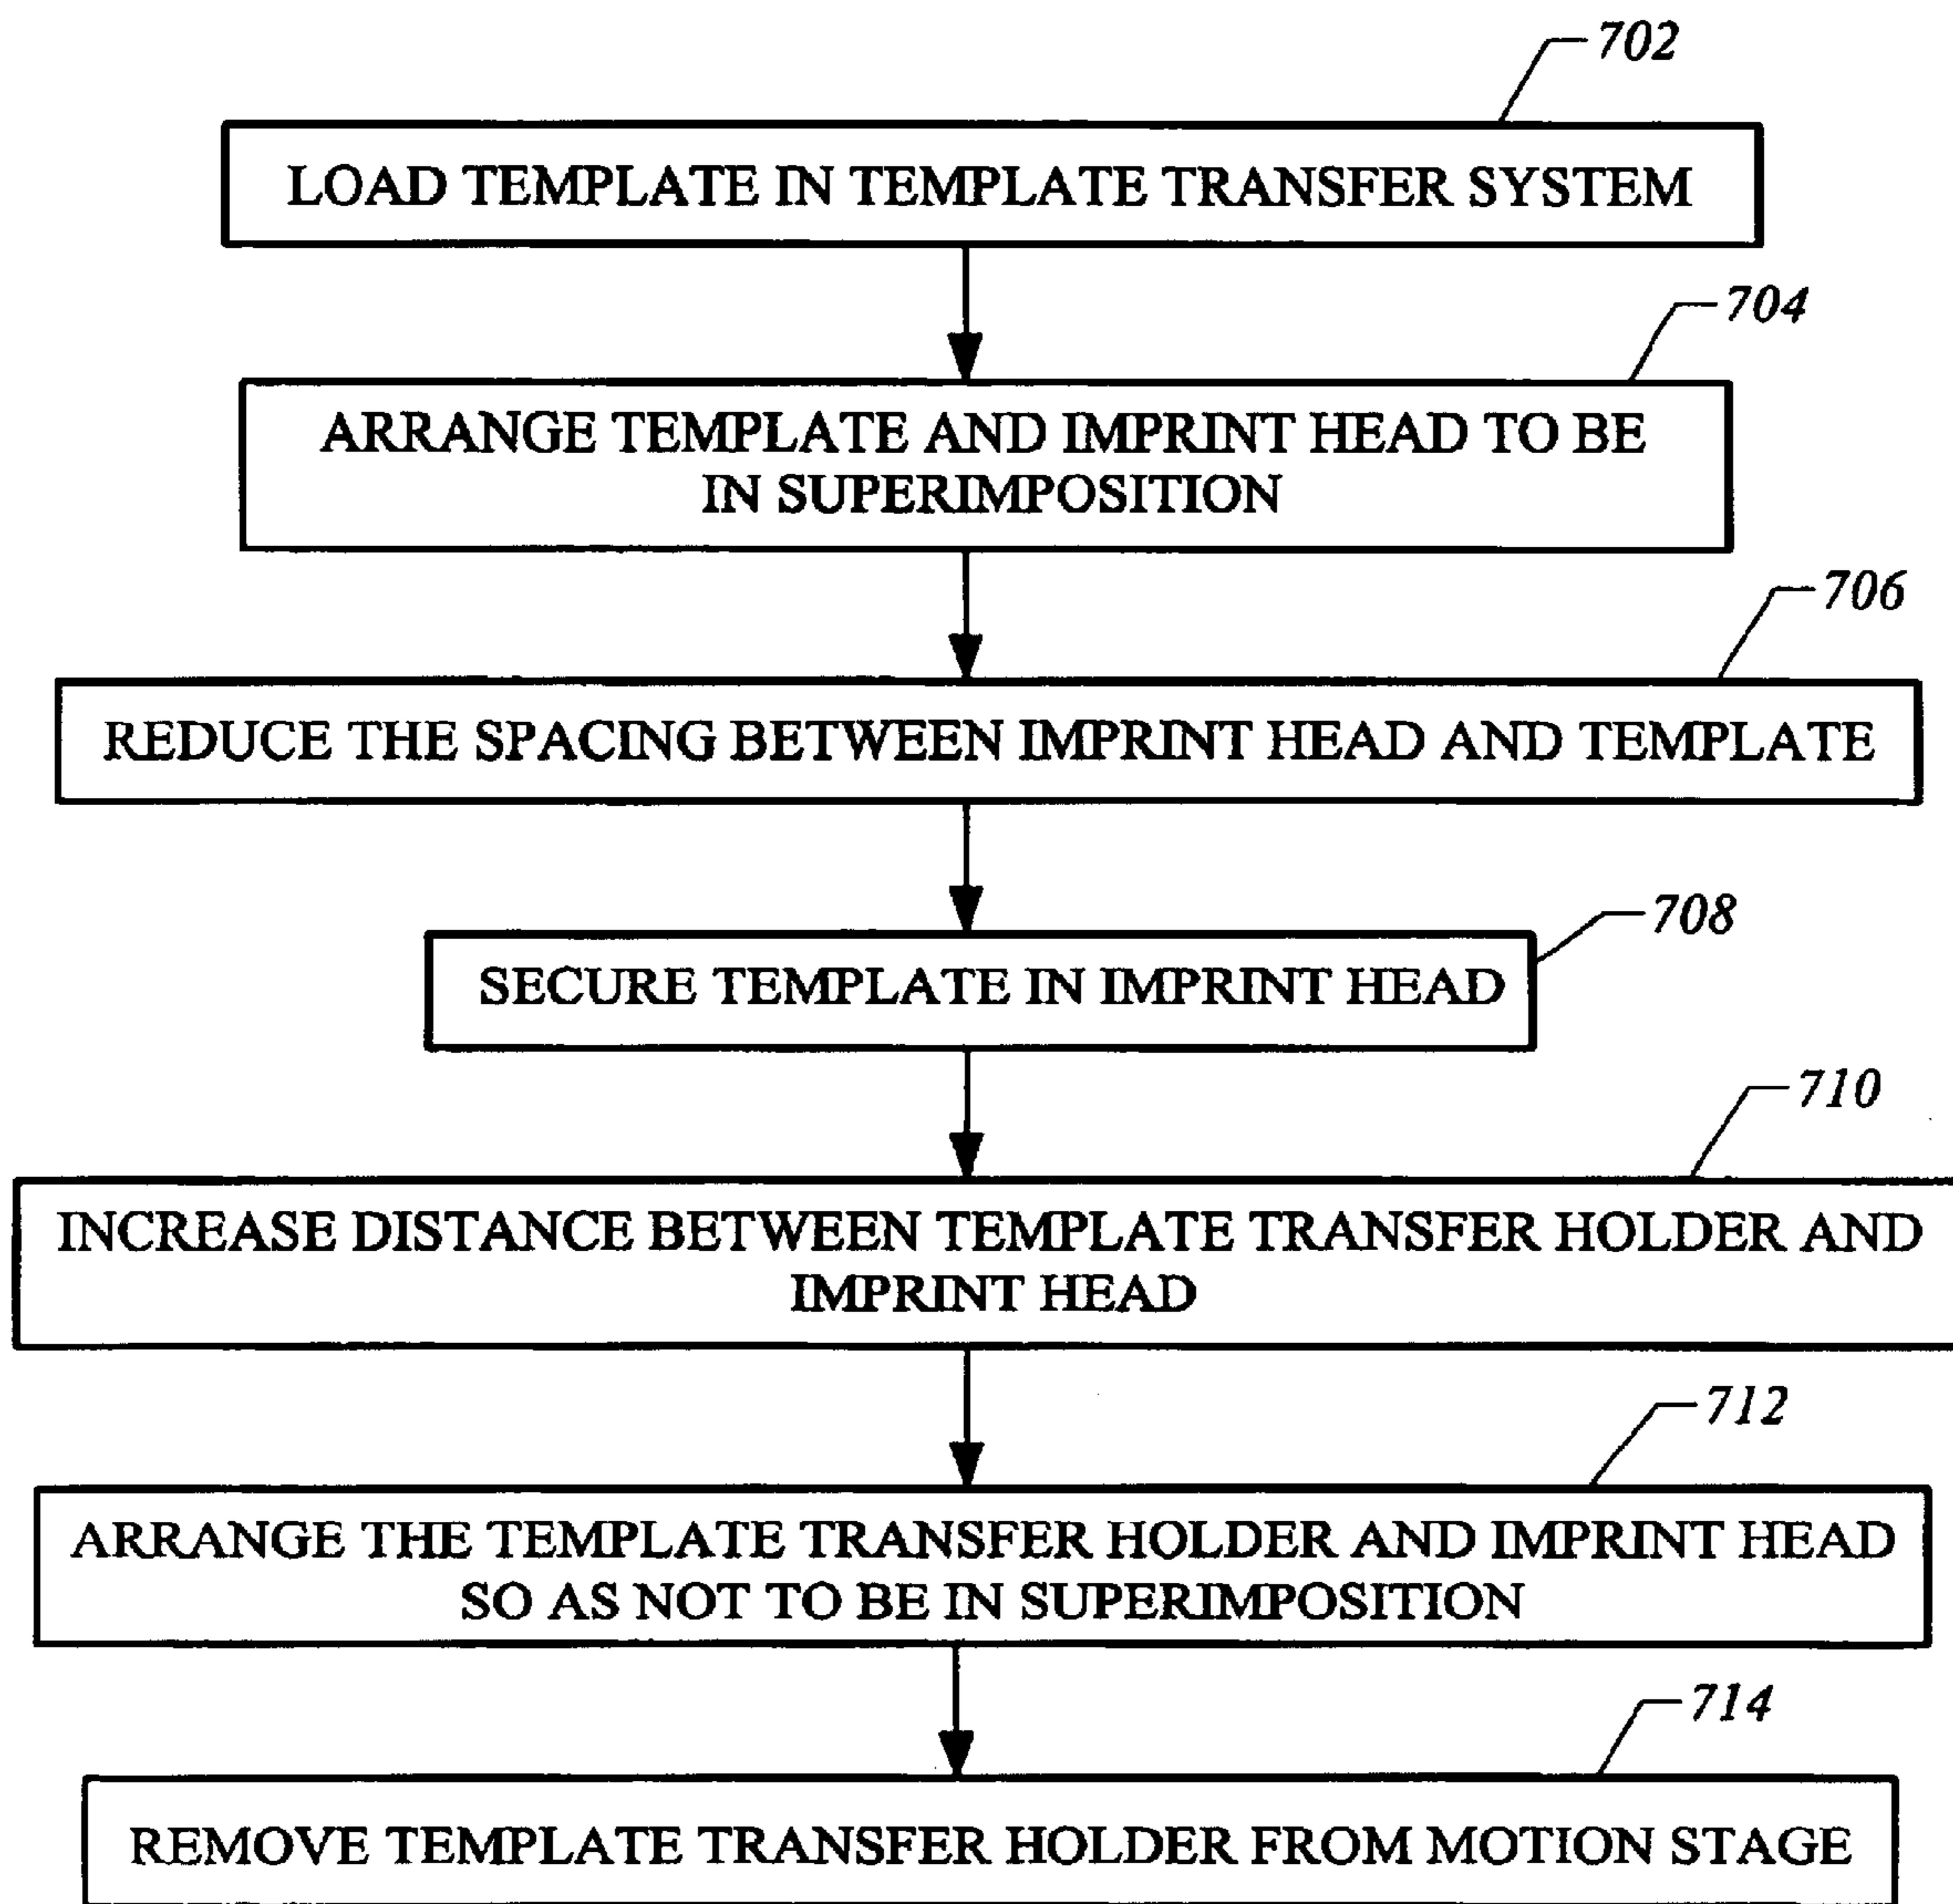 702
LOAD TEMPLATE IN TEMPLATE TRANSFER SYSTEM
704
ARRANGE TEMPLATE AND IMPRINT HEAD TO BE
IN SUPERIMPOSITION
706
REDUCE THE SPACING BETWEEN IMPRINT HEAD AND TEMPLATE
708
SECURE TEMPLATE IN IMPRINT HEAD
710
INCREASE DISTANCE BETWEEN TEMPLATE TRANSFER HOLDER AND
IMPRINT HEAD
712
ARRANGE THE TEMPLATE TRANSFER HOLDER AND IMPRINT HEAD
SO AS NOT TO BE IN SUPERIMPOSITION
714
REMOVE TEMPLATE TRANSFER HOLDER FROM MOTION STAGE